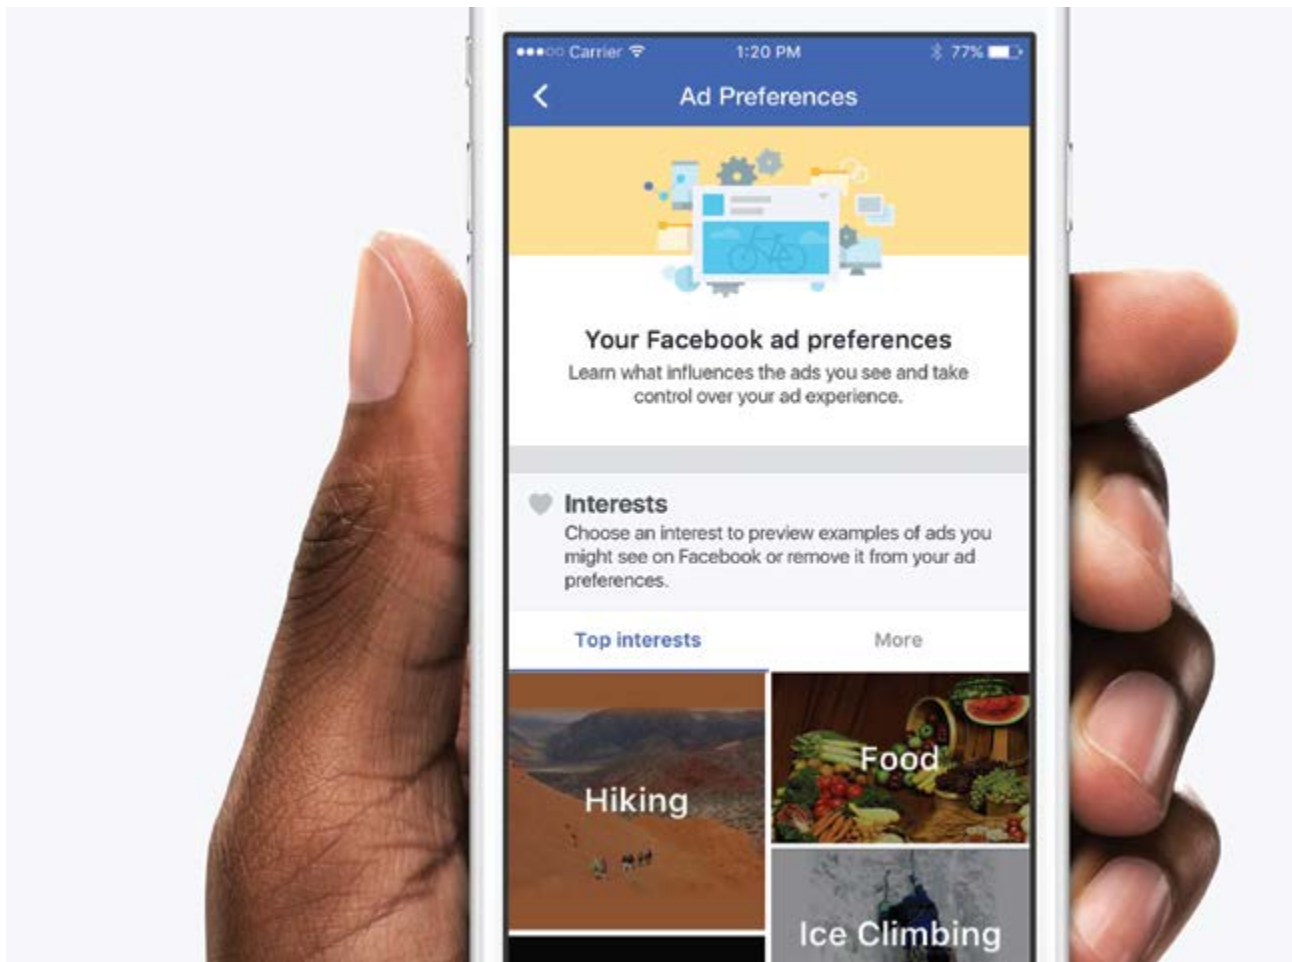 Carrier 1:20 PM 77%
Ad Preferences
Your Facebook ad preferences
Learn what influences the ads you see and take
control over your ad experience.
Interests
Choose an interest to preview examples of ads you
might see on Facebook or remove it from your ad
preferences.
Top interests More
Food
Hiking
Ice Climbing